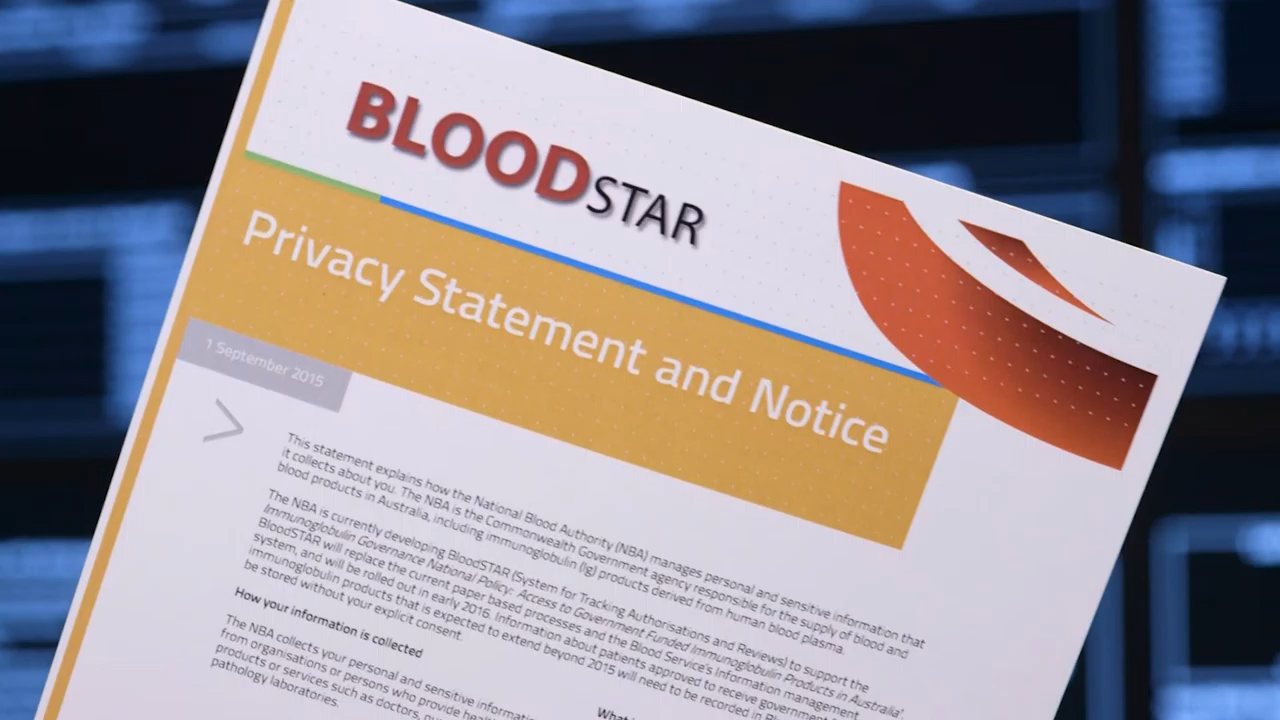 BLOODSTAR
Privacy Statement and Notice
1 September 2015
This statement explains how the National Blood Authority (NBA) manages personal and sensitive information that
it collects about you. The NBA is the Commonwealth Government agency responsible for the supply of blood and
blood products in Australia, including immunoglobulin (Ig) products derived from human blood plasma.
The NBA is currently developing BloodSTAR (System for Tracking Authorisations and Reviews) to support the
Immunoglobulin Governance National Policy: Access to Government Funded Immunoglobulin Products in Australia'.
BloodSTAR will replace the current paper based processes and the Blood Service's information management
system, and will be rolled out in early 2016. Information about patients approved to receive government
immunoglobulin products that is expected to extend beyond 2015 will need to be recorded in
be stored without your explicit consent.
How your information is collected
The NBA collects your personal and sensitive
from organisations or persons who provide
products or services such as doctors,
pathology laboratories.